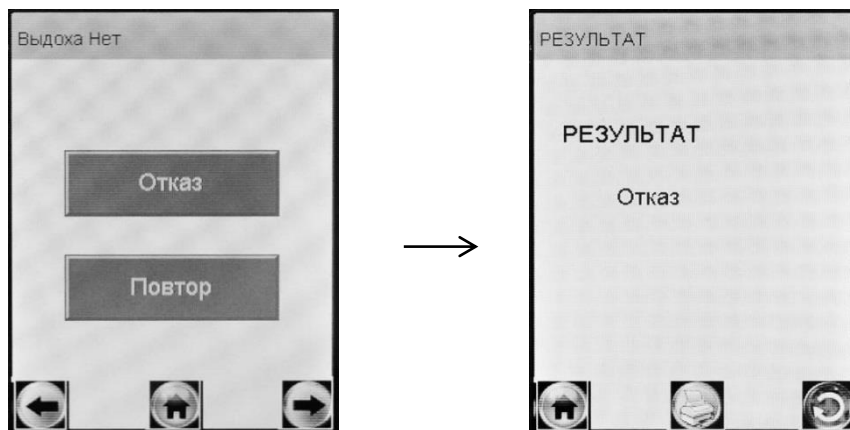 Выдоха Нет
Отказ
Повтор
РЕЗУЛЬТАТ
РЕЗУЛЬТАТ
Отказ